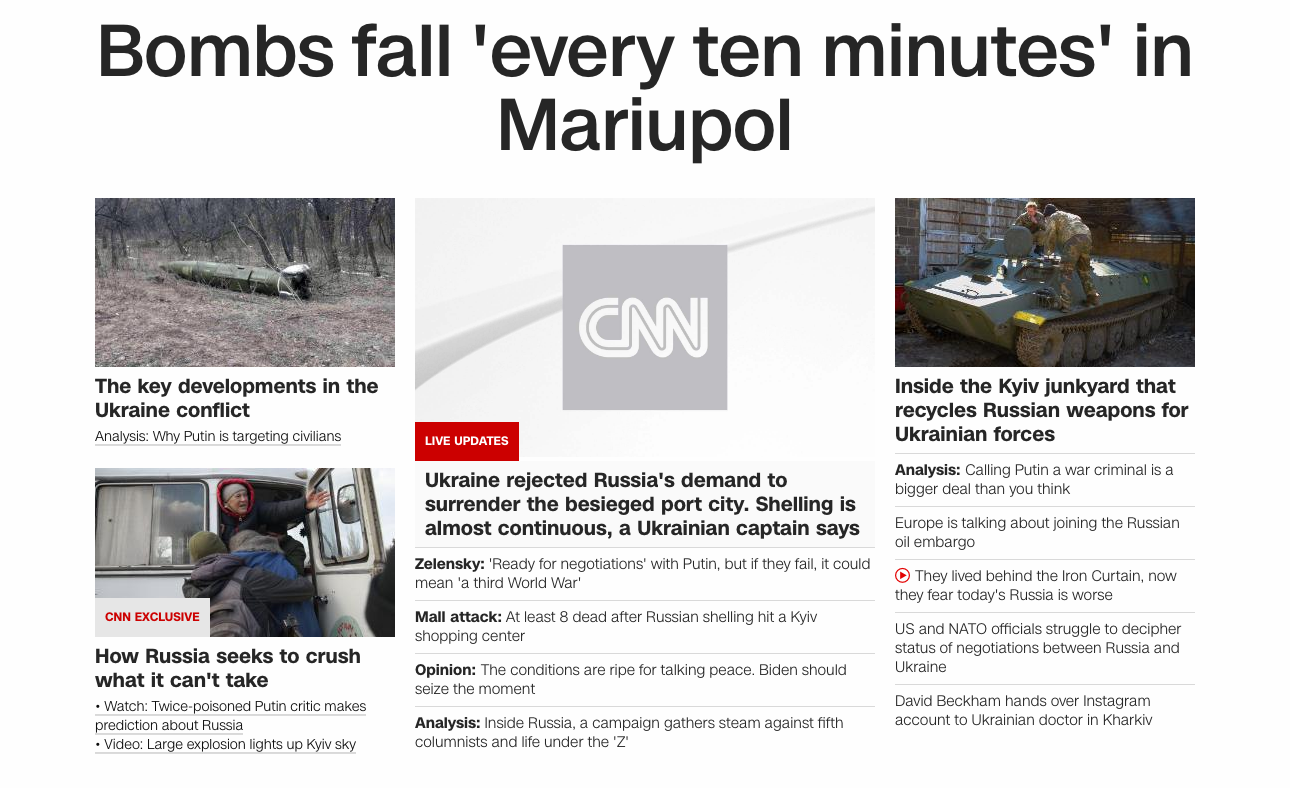 Bombs fall 'every ten minutes' in
Mariupol
The key developments in the
Ukraine conflict
Analysis: Why Putin is targeting civilians
CNN EXCLUSIVE
How Russia seeks to crush
what it can't take
• Watch: Twice-poisoned Putin critic makes
prediction about Russia
• Video: Large explosion lights up Kyiv sky
CNN
LIVE UPDATES
Ukraine rejected Russia's demand to
surrender the besieged port city. Shelling is
almost continuous, a Ukrainian captain says
Zelensky: 'Ready for negotiations' with Putin, but if they fail, it could
mean 'a third World War'
Mall attack: At least 8 dead after Russian shelling hit a Kyiv
shopping center
Opinion: The conditions are ripe for talking peace. Biden should
seize the moment
Analysis: Inside Russia, a campaign gathers steam against fifth
columnists and life under the 'Z'
Inside the Kyiv junkyard that
recycles Russian weapons for
Ukrainian forces
Analysis: Calling Putin a war criminal is a
bigger deal than you think
Europe is talking about joining the Russian
oil embargo
They lived behind the Iron Curtain, now
they fear today's Russia is worse
US and NATO officials struggle to decipher
status of negotiations between Russia and
Ukraine
David Beckham hands over Instagram
account to Ukrainian doctor in Kharkiv